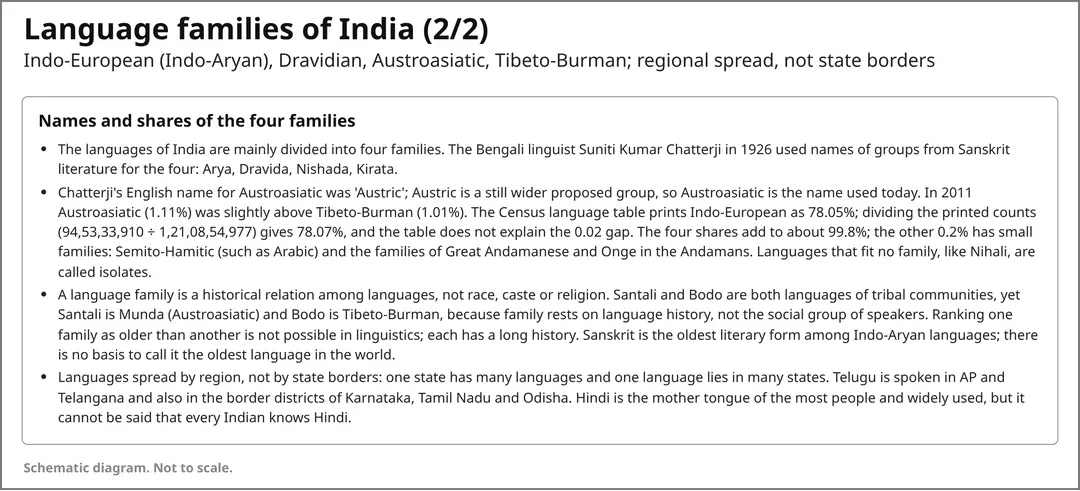 Language families of India (2/2)
Indo-European (Indo-Aryan), Dravidian, Austroasiatic, Tibeto-Burman; regional spread, not state borders
Names and shares of the four families
• The languages of India are mainly divided into four families. The Bengali linguist Suniti Kumar Chatterji in 1926 used names of groups from Sanskrit
literature for the four: Arya, Dravida, Nishada, Kirata.
• Chatterji's English name for Austroasiatic was 'Austric'; Austric is a still wider proposed group, so Austroasiatic is the name used today. In 2011
Austroasiatic (1.11%) was slightly above Tibeto-Burman (1.01%). The Census language table prints Indo-European as 78.05%; dividing the printed counts
(94,53,33,910 ÷ 1,21,08,54,977) gives 78.07%, and the table does not explain the 0.02 gap. The four shares add to about 99.8%; the other 0.2% has small
families: Semito-Hamitic (such as Arabic) and the families of Great Andamanese and Onge in the Andamans. Languages that fit no family, like Nihali, are
called isolates.
• A language family is a historical relation among languages, not race, caste or religion. Santali and Bodo are both languages of tribal communities, yet
Santali is Munda (Austroasiatic) and Bodo is Tibeto-Burman, because family rests on language history, not the social group of speakers. Ranking one
family as older than another is not possible in linguistics; each has a long history. Sanskrit is the oldest literary form among Indo-Aryan languages; there
is no basis to call it the oldest language in the world.
• Languages spread by region, not by state borders: one state has many languages and one language lies in many states. Telugu is spoken in AP and
Telangana and also in the border districts of Karnataka, Tamil Nadu and Odisha. Hindi is the mother tongue of the most people and widely used, but it
cannot be said that every Indian knows Hindi.
Schematic diagram. Not to scale.